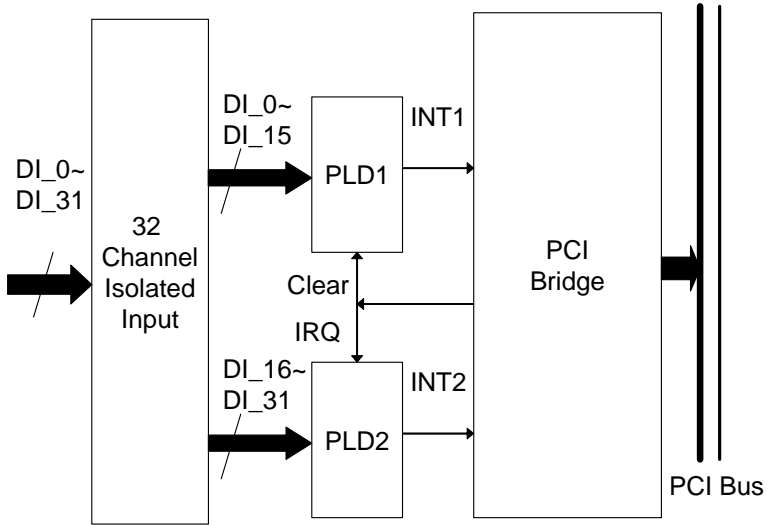 DI_0~
DI_31
32
Channel
Isolated
Input
DI_0~
DI_15
PLD1
INT1
Clear
IRQ
DI_16~
DI_31
PLD2
INT2
PCI
Bridge
PCI Bus